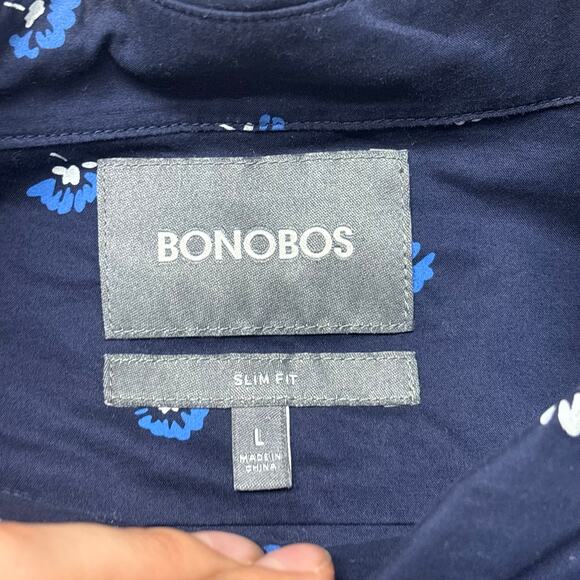 BONOBOS
SLIM FIT
L
MADE IN
CHINA